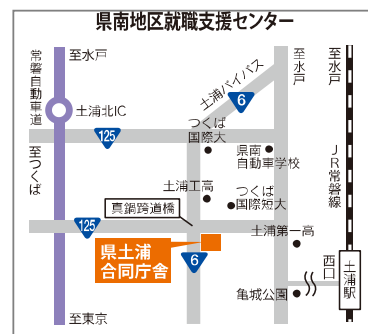 県南地区就職支援センター
常磐自動車道
至水戸
土浦バイパス
6
至水戸
至水戸
土浦北IC
125
つくば
国際大
県南
自動車学校
至つくば
JR常磐線
土浦工高
つくば
国際短大
真鍋跨道橋
125
土浦第一高
県土浦
合同庁舎
6
西口
土浦駅
亀城公園
至東京